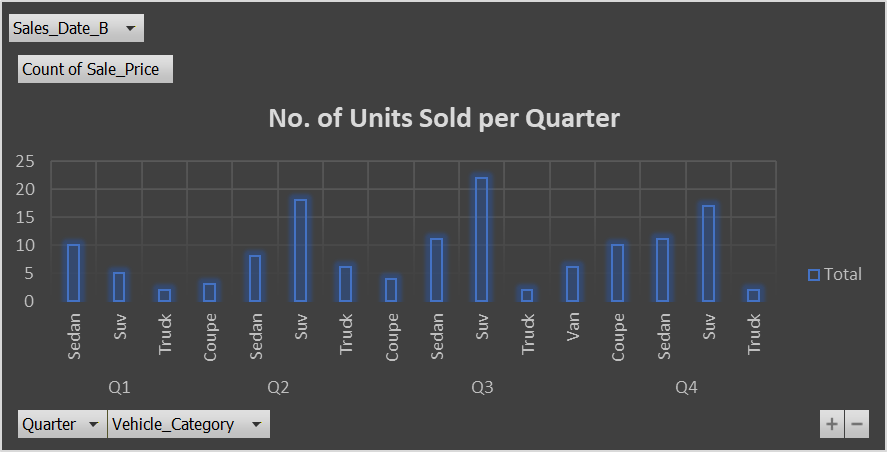 Sales_Date_B
Count of Sale_Price
No. of Units Sold per Quarter
25
20
15
10
5
0
Total
Sedan
Suv
Truck
Coupe
Sedan
Suv
Truck
Coupe
Sedan
Suv
Truck
Van
Coupe
Sedan
Suv
Truck
Q1 Q2 Q3 Q4
Quarter Vehicle_Category
+ −